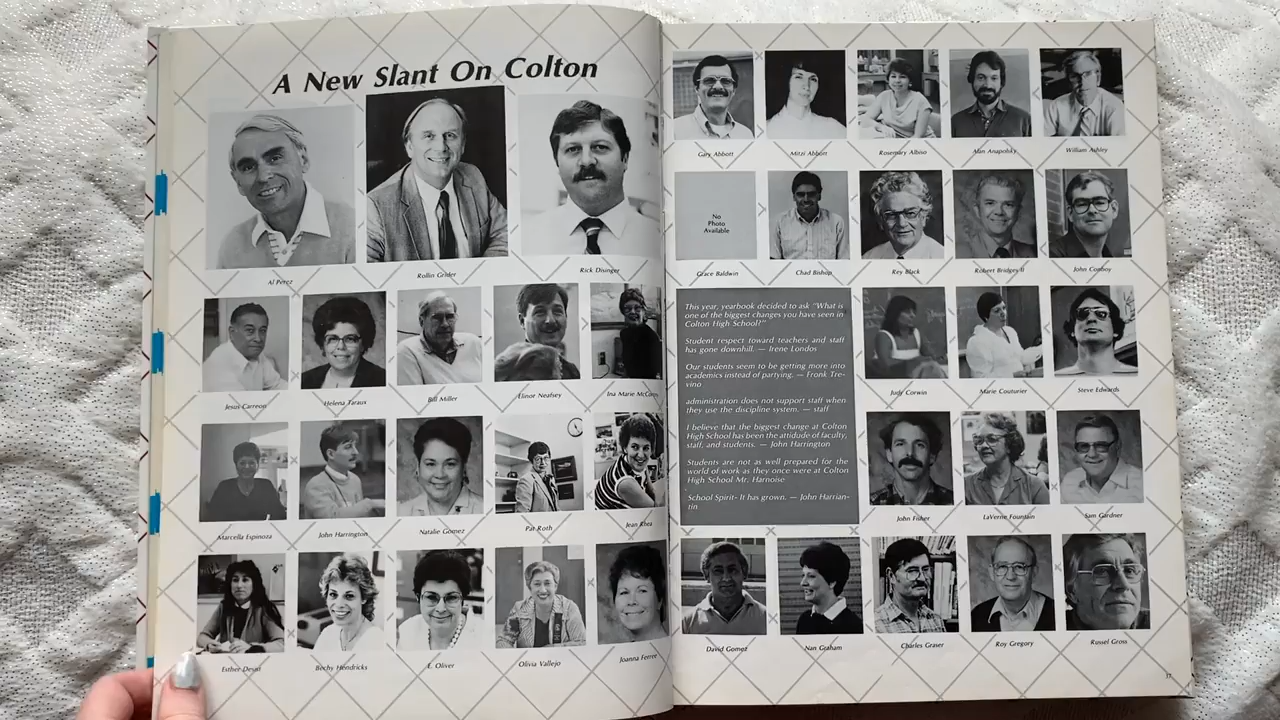 A New Slant On Colton
Al Perez
Rollin Grider
Rick Disinger
Jesus Carreon
Helena Taraux
Bill Miller
Elinor Nealsey
Ina Marie
Marcella Espinoza
John Harrington
Natalie Gomez
Pat Roth
Jean Rhea
Esther
Bechy Hendricks
E. Oliver
Olivia Vallejo
Joanna Ferrer
Gary Abbott
Mitzi Abbott
Rosemary Albino
Alan Anapolsky
William Ashley
No
Photo
Available
Grace Baldwin
Chad Bishop
Rey Black
Robert Bridges II
John Conboy
This year, yearbook decided to ask "What is
one of the biggest changes you have seen in
Colton High School?"
Student respect toward teachers and staff
has gone downhill. — Irene Londos
Our students seem to be getting more into
academics instead of partying. — Fronk Tre-
vino
administration does not support staff when
they use the discipline system. — staff
I believe that the biggest change at Colton
High School has been the attidude of faculty,
staff, and students. — John Harrington
Students are not as well prepared for the
world of work as they once were at Colton
High School Mr. Harnoise
School Spirit- It has grown. — John Harrian-
tin
Judy Corwin
Marie Couturier
Steve Edwards
John Fisher
LaVerne Fountain
Sam Gardner
David Gomez
Nan Graham
Charles Graser
Roy Gregory
Russel Gross
37